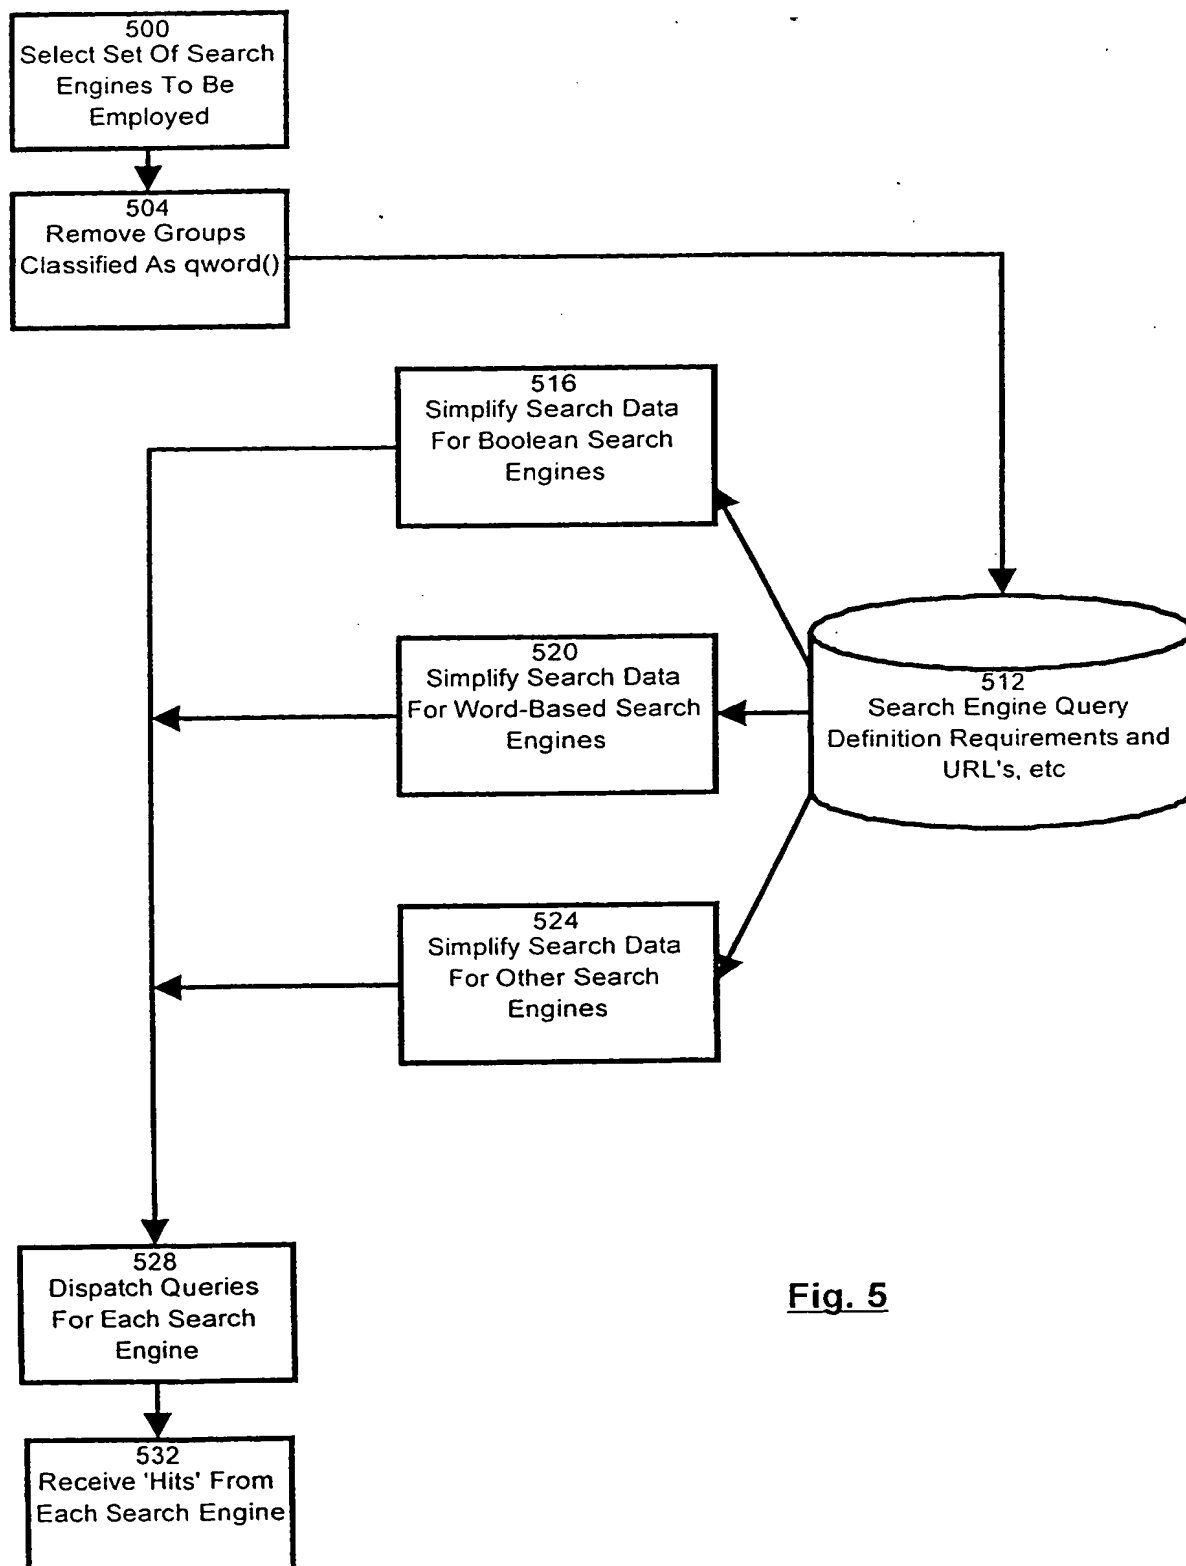 500
Select Set Of Search
Engines To Be
Employed
504
Remove Groups
Classified As qword()
516
Simplify Search Data
For Boolean Search
Engines
520
Simplify Search Data
For Word-Based Search
Engines
512
Search Engine Query
Definition Requirements and
URL's, etc
524
Simplify Search Data
For Other Search
Engines
528
Dispatch Queries
For Each Search
Engine
Fig. 5
532
Receive 'Hits' From
Each Search Engine